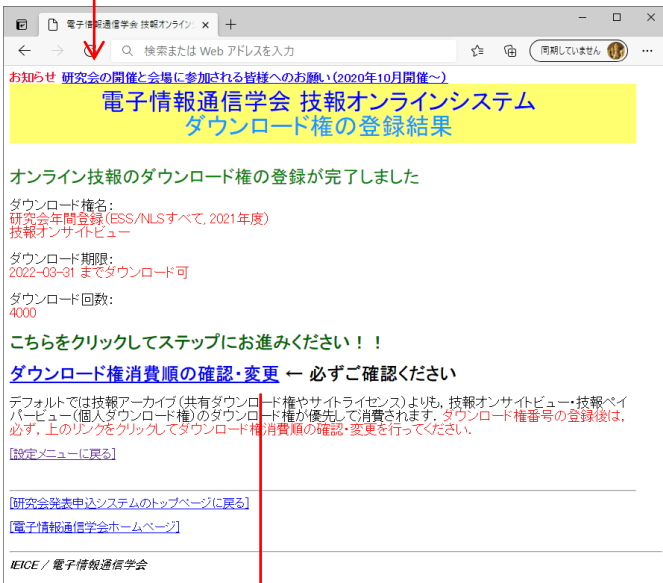 電子情報通信学会 技報オンライン
検索または Web アドレスを入力
同期していません
お知らせ 研究会の開催と会場に参加される皆様へのお願い(2020年10月開催~)
電子情報通信学会 技報オンラインシステム
ダウンロード権の登録結果
オンライン技報のダウンロード権の登録が完了しました
ダウンロード権名:
研究会年間登録(ESS/NLSすべて, 2021年度)
技報オンサイトビュー
ダウンロード期限:
2022-03-31 までダウンロード可
ダウンロード回数:
4000
こちらをクリックしてステップにお進みください！！
ダウンロード権消費順の確認・変更 ← 必ずご確認ください
デフォルトでは技報アーカイブ(共有ダウンロード権やサイトライセンス)よりも, 技報オンサイトビュー・技報ペイ
パービュー(個人ダウンロード権)のダウンロード権が優先して消費されます. ダウンロード権番号の登録後は,
必ず, 上のリンクをクリックしてダウンロード権消費順の確認・変更を行ってください.
[設定メニューに戻る]
[研究会発表申込システムのトップページに戻る]
[電子情報通信学会ホームページ]
IEICE / 電子情報通信学会